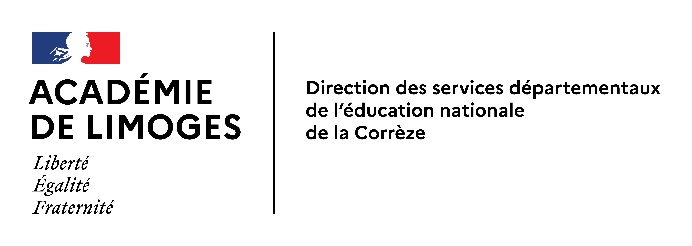 ACADÉMIE
DE LIMOGES
Liberté
Égalité
Fraternité
Direction des services départementaux
de l'éducation nationale
de la Corrèze